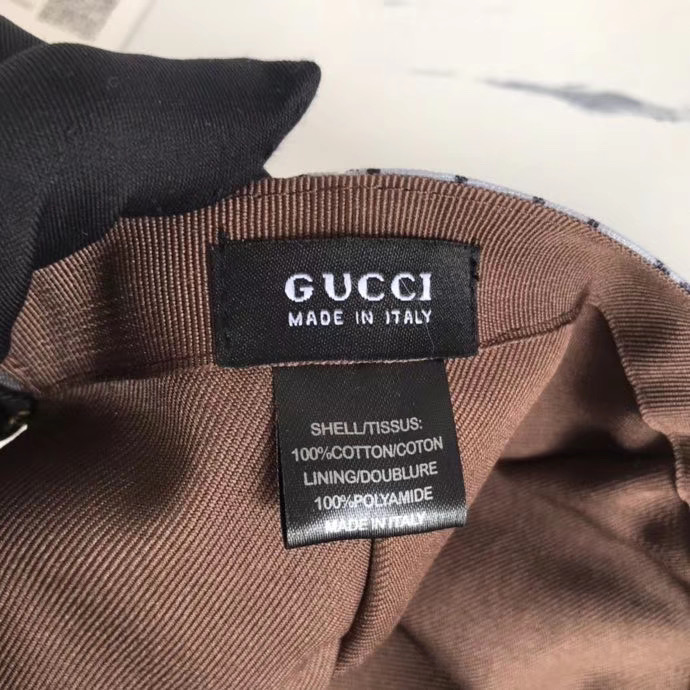 GUCCI
MADE IN ITALY
SHELL/TISSUS:
100%COTTON/COTON
LINING/DOUBLURE
100%POLYAMIDE
MADE IN ITALY